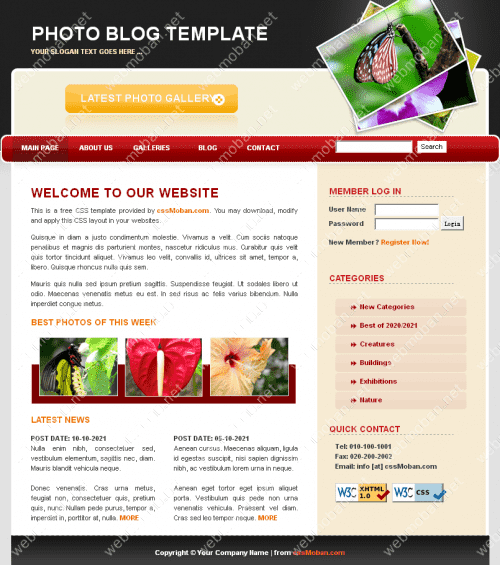 PHOTO BLOG TEMPLATE
YOUR SLOGAN TEXT GOES HERE ...
LATEST PHOTO GALLERY
MAIN PAGE ABOUT US GALLERIES BLOG CONTACT Search
WELCOME TO OUR WEBSITE
This is a free CSS template provided by cssMoban.com. You may download, modify
and apply this CSS layout in your websites.
Quisque in diam a justo condimentum molestie. Vivamus a velit. Cum sociis natoque
penatibus et magnis dis parturient montes, nascetur ridiculus mus. Curabitur quis velit
quis tortor tincidunt aliquet. Vivamus leo velit, convallis id, ultrices sit amet, tempor a,
libero. Quisque rhoncus nulla quis sem.
Mauris quis nulla sed ipsum pretium sagittis. Suspendisse feugiat. Ut sodales libero ut
odio. Maecenas venenatis metus eu est. In sed risus ac felis varius bibendum. Nulla
imperdiet congue metus.
BEST PHOTOS OF THIS WEEK
LATEST NEWS
POST DATE: 10-10-2021
Nulla enim nibh, consectetuer sed,
vestibulum elementum, sagittis nec, diam.
Mauris blandit vehicula neque.
Donec venenatis. Cras urna metus,
feugiat non, consectetuer quis, pretium
quis, nunc. Nullam pede purus, tempor a,
imperdiet in, porttitor at, nulla. MORE
POST DATE: 05-10-2021
Aenean cursus. Maecenas aliquam, ligula
id egestas suscipit, nisi sapien dignissim
nibh, ac vestibulum lorem urna in neque.
Aenean eget tortor eget ipsum aliquet
porta. Vestibulum quis pede non urna
venenatis vehicula. Praesent vel diam.
Cras sed leo tempor neque. MORE
MEMBER LOG IN
User Name
Password Login
New Member? Register Now!
CATEGORIES
New Categories
Best of 2020/2021
Creatures
Buildings
Exhibitions
Nature
QUICK CONTACT
Tel: 010-100-1001
Fax: 020-200-2002
Email: info [at] cssMoban.com
W3C XHTML 1.0
W3C CSS
Copyright © Your Company Name | from cssMoban.com